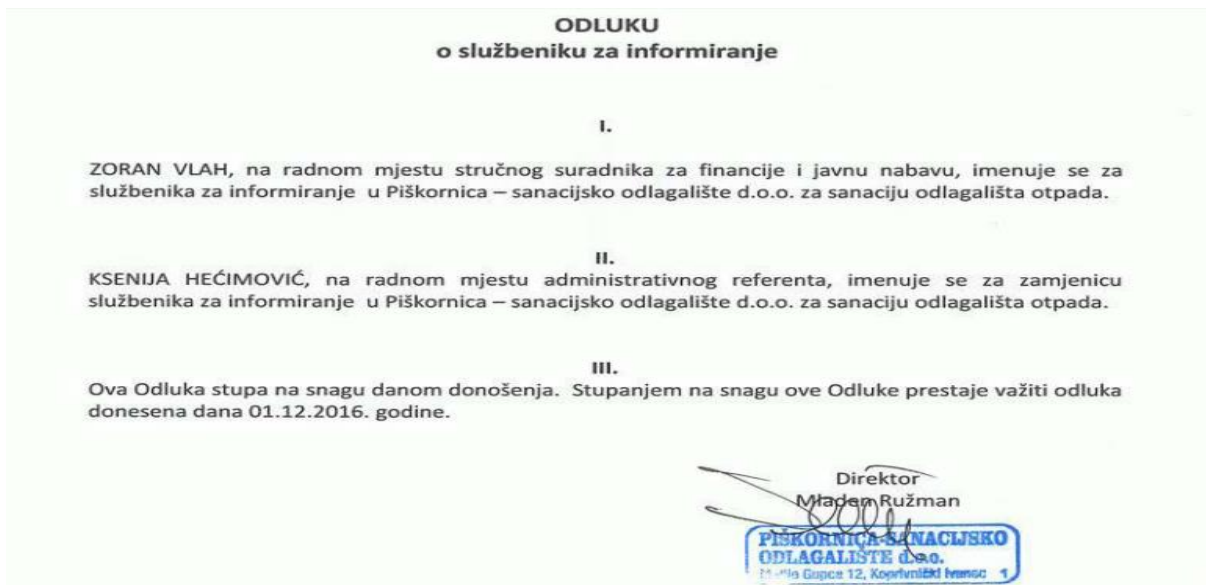 ODLUKU
o službeniku za informiranje
I.
ZORAN VLAH, na radnom mjestu stručnog suradnika za financije i javnu nabavu, imenuje se za
službenika za informiranje u Piškornica – sanacijsko odlagalište d.o.o. za sanaciju odlagališta otpada.
II.
KSENIJA HEĆIMOVIĆ, na radnom mjestu administrativnog referenta, imenuje se za zamjenicu
službenika za informiranje u Piškornica – sanacijsko odlagalište d.o.o. za sanaciju odlagališta otpada.
III.
Ova Odluka stupa na snagu danom donošenja. Stupanjem na snagu ove Odluke prestaje važiti odluka
donesena dana 01.12.2016. godine.
Direktor
Mladen Ružman
PIŠKORNICA-SANACIJSKO
ODLAGALIŠTE d.o.o.
Gupca 12, Koprivnički Ivanec 1